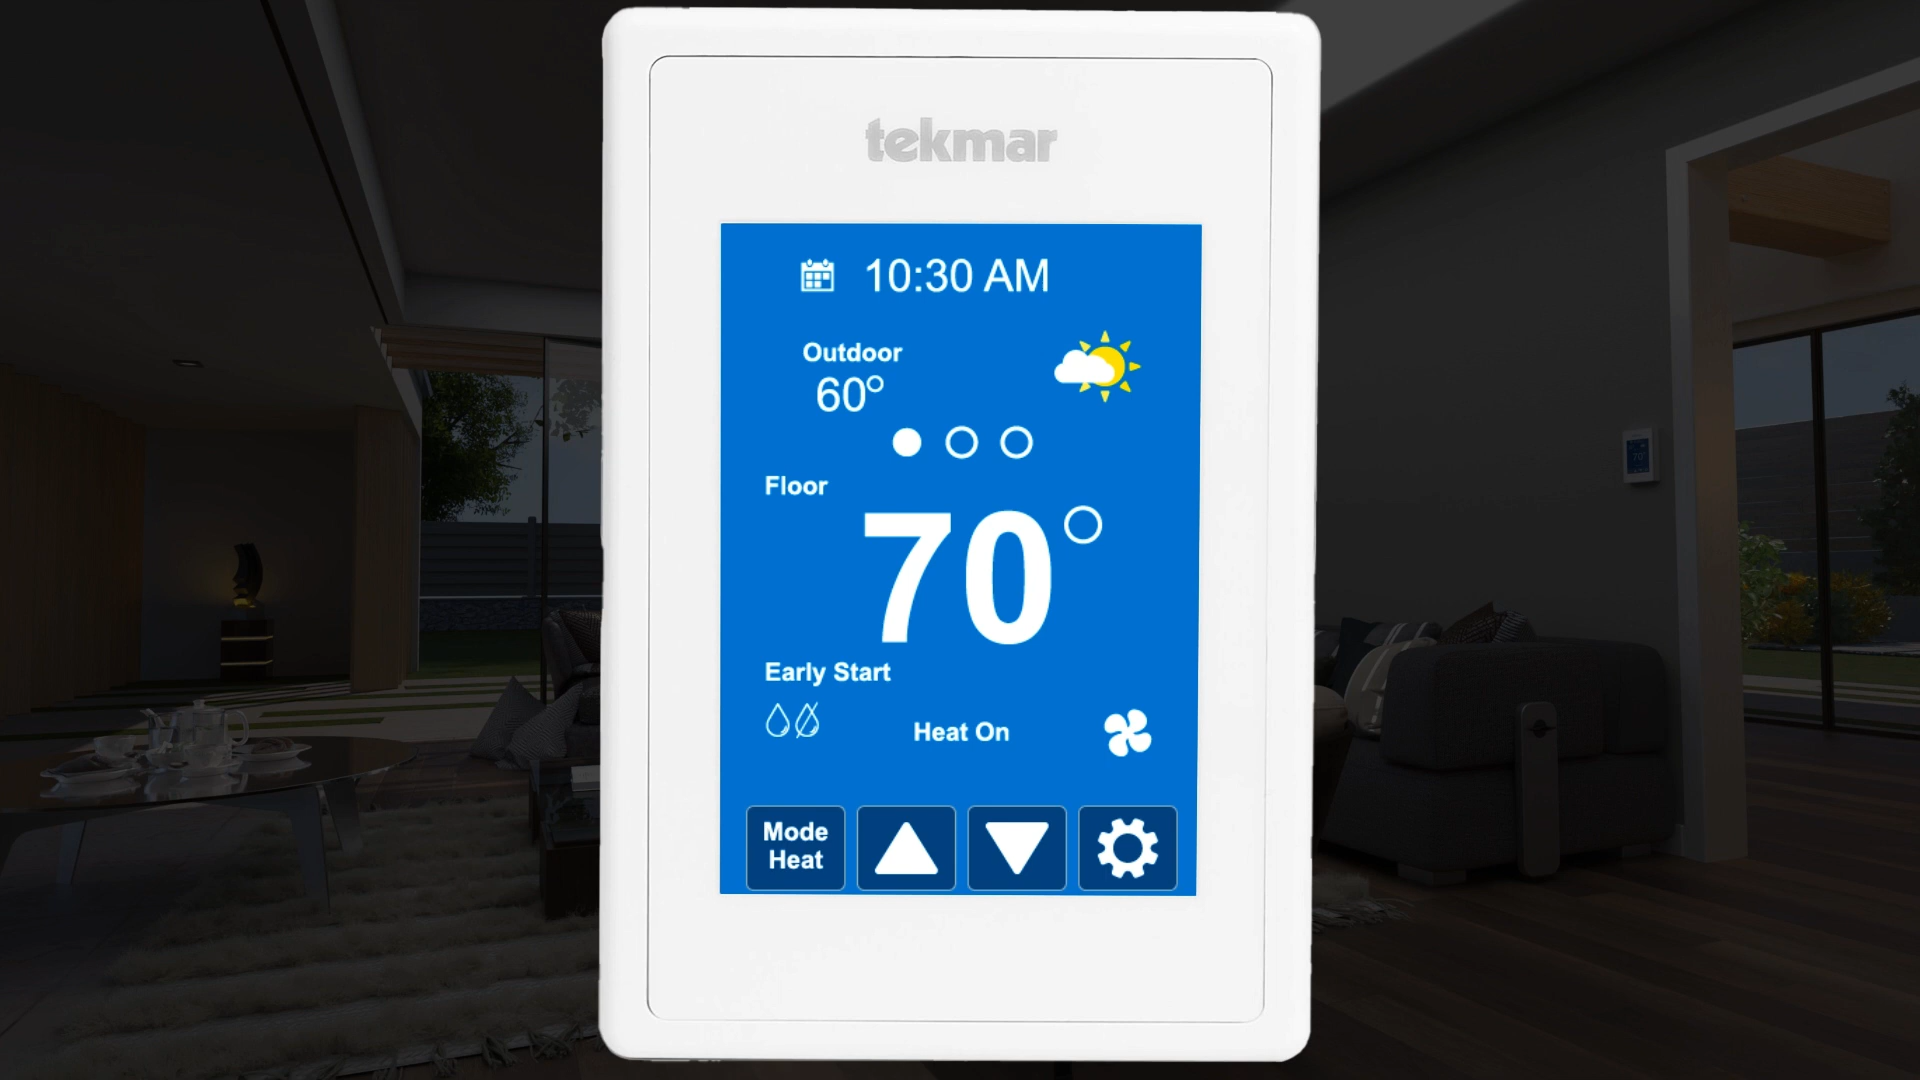 tekmar
10:30 AM
Outdoor
60°
Floor
70°
Early Start
Heat On
Mode
Heat